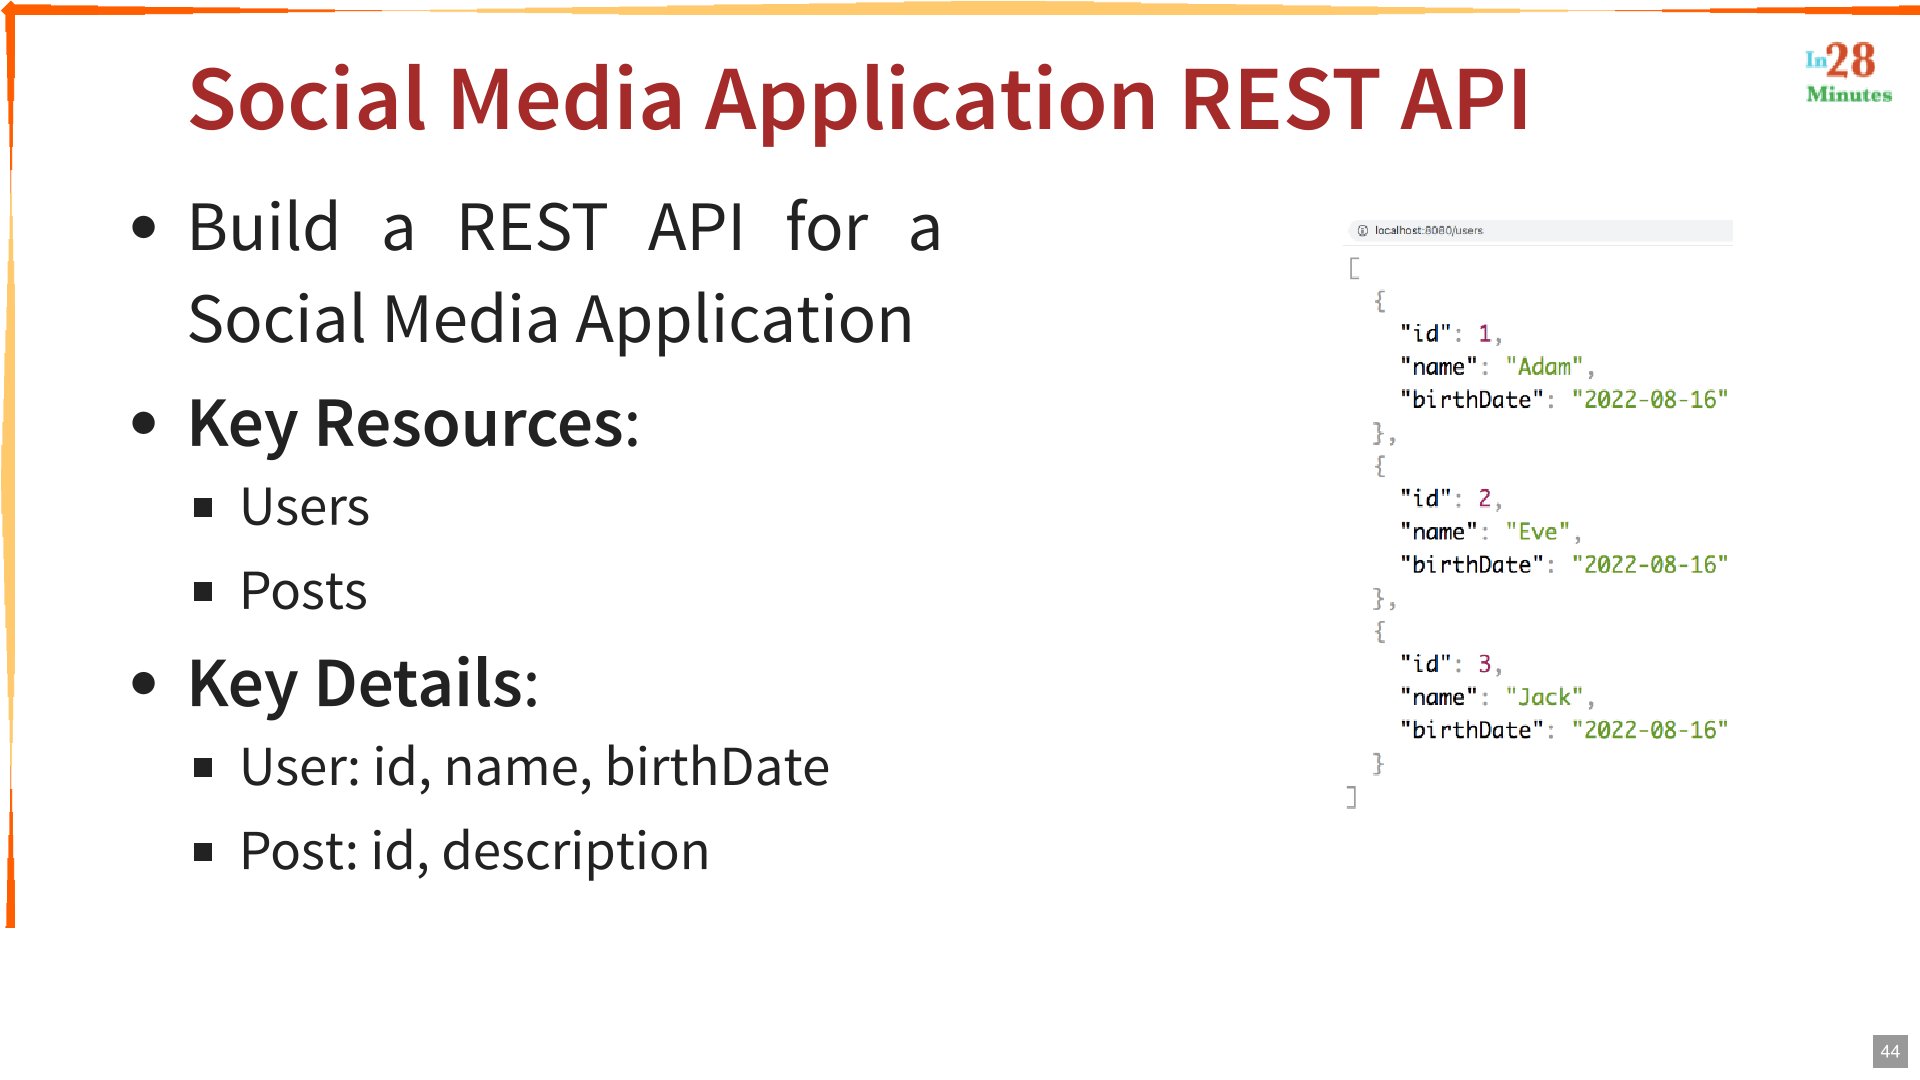 Social Media Application REST API
In28
Minutes
• Build a REST API for a
Social Media Application
• Key Resources:
▪ Users
▪ Posts
• Key Details:
▪ User: id, name, birthDate
▪ Post: id, description
localhost:8080/users
[
{
"id": 1,
"name": "Adam",
"birthDate": "2022-08-16"
},
{
"id": 2,
"name": "Eve",
"birthDate": "2022-08-16"
},
{
"id": 3,
"name": "Jack",
"birthDate": "2022-08-16"
}
]
44